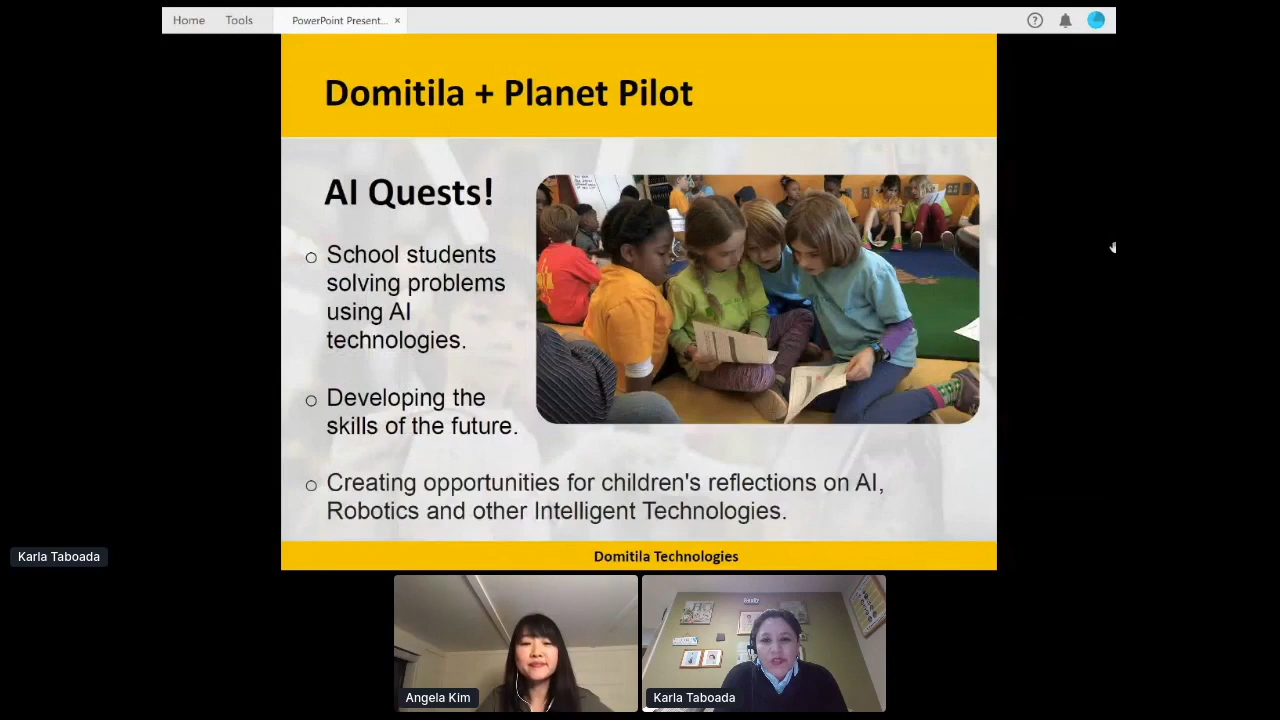 Home Tools PowerPoint Present... ×
Domitila + Planet Pilot
AI Quests!
○ School students
solving problems
using AI
technologies.
○ Developing the
skills of the future.
○ Creating opportunities for children's reflections on AI,
Robotics and other Intelligent Technologies.
Domitila Technologies
Karla Taboada
Angela Kim
Karla Taboada